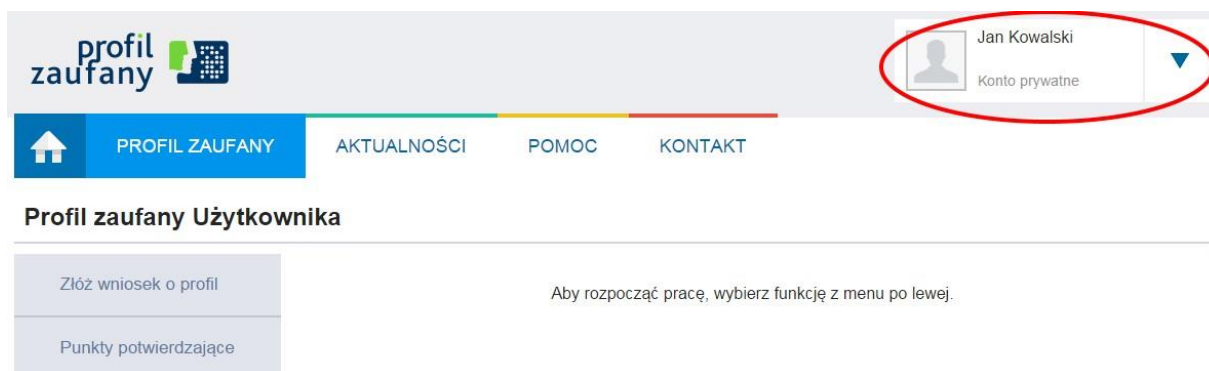 profil
zaufany
Jan Kowalski
Konto prywatne
PROFIL ZAUFANY AKTUALNOŚCI POMOC KONTAKT
Profil zaufany Użytkownika
Złóż wniosek o profil
Aby rozpocząć pracę, wybierz funkcję z menu po lewej.
Punkty potwierdzające